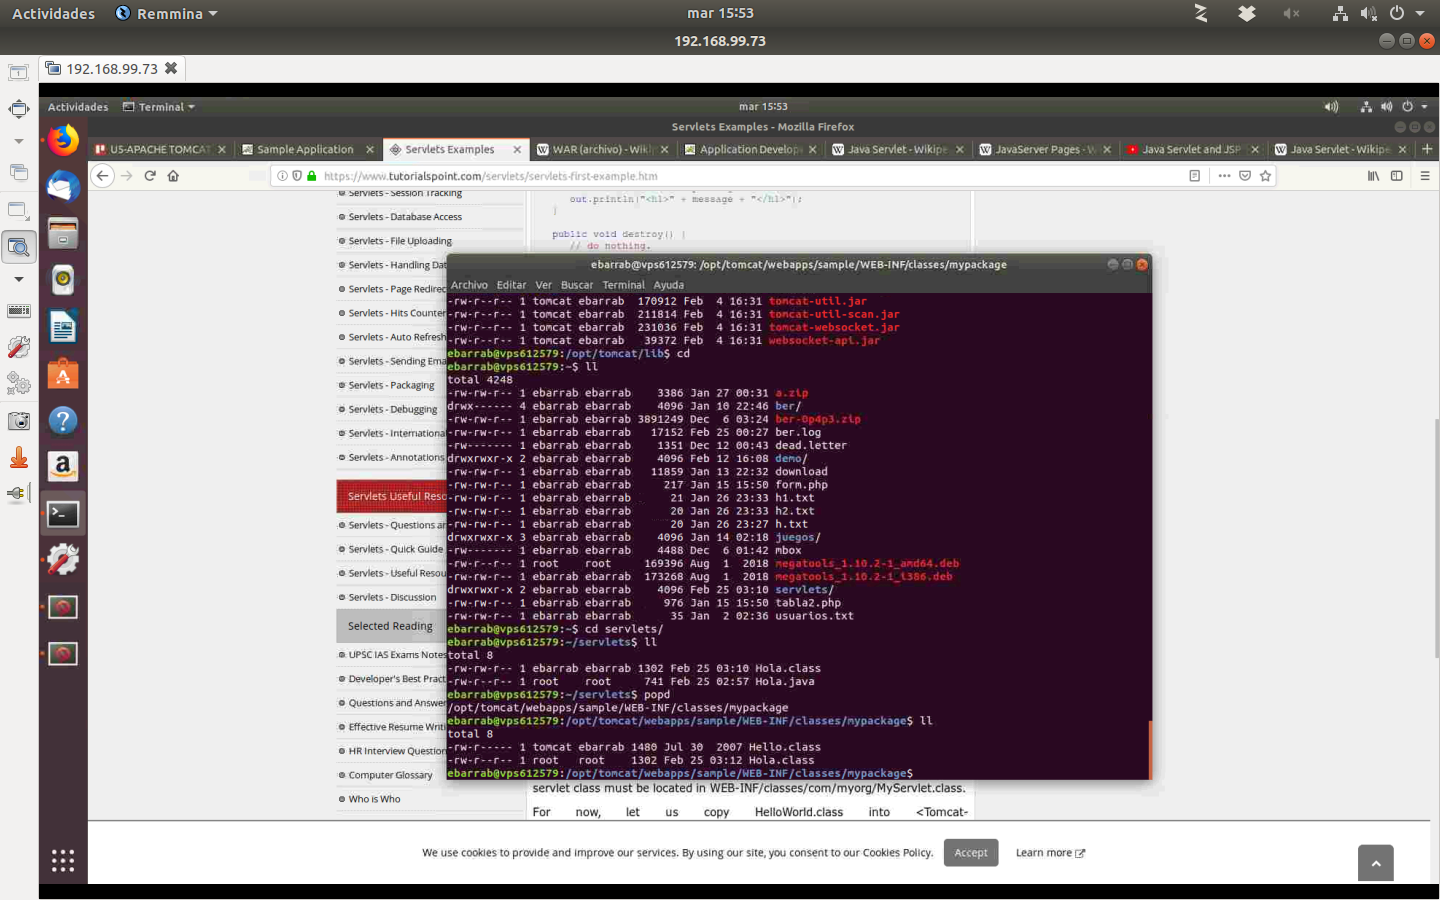 Actividades Remmina mar 15:53
192.168.99.73
192.168.99.73
Actividades Terminal mar 15:53
Servlets Examples - Mozilla Firefox
US-APACHE TOMCAT Sample Application Servlets Examples WAR (archivo) - Wikip Application Develop Java Servlet - Wikipe JavaServer Pages - W Java Servlet and JSP Java Servlet - Wikipe
https://www.tutorialspoint.com/servlets/servlets-first-example.htm
Servlets - Session Tracking
Servlets - Database Access
Servlets - File Uploading
Servlets - Handling Dat
Servlets - Page Redirec
Servlets - Hits Counter
Servlets - Auto Refresh
Servlets - Sending Ema
Servlets - Packaging
Servlets - Debugging
Servlets - Internationa
Servlets - Annotations
Servlets Useful Reso
Servlets - Questions an
Servlets - Quick Guide
Servlets - Useful Resou
Servlets - Discussion
Selected Reading
UPSC IAS Exams Notes
Developer's Best Pract
Questions and Answer
Effective Resume Writi
HR Interview Question
Computer Glossary
Who is Who
out.println("<h1>" + message + "</h1>");
}
public void destroy() {
// do nothing.
ebarrab@vps612579: /opt/tomcat/webapps/sample/WEB-INF/classes/mypackage
Archivo Editar Ver Buscar Terminal Ayuda
-rw-r--r-- 1 tomcat ebarrab 170912 Feb 4 16:31 tomcat-util.jar
-rw-r--r-- 1 tomcat ebarrab 211814 Feb 4 16:31 tomcat-util-scan.jar
-rw-r--r-- 1 tomcat ebarrab 231036 Feb 4 16:31 tomcat-websocket.jar
-rw-r--r-- 1 tomcat ebarrab 39372 Feb 4 16:31 websocket-api.jar
ebarrab@vps612579:/opt/tomcat/lib$ cd
ebarrab@vps612579:~$ ll
total 4248
-rw-rw-r-- 1 ebarrab ebarrab 3386 Jan 27 00:31 a.zip
drwx------ 4 ebarrab ebarrab 4096 Jan 10 22:46 ber/
-rw-rw-r-- 1 ebarrab ebarrab 3891249 Dec 6 03:24 ber-0p4p3.zip
-rw-rw-r-- 1 ebarrab ebarrab 17152 Feb 25 00:27 ber.log
-rw------- 1 ebarrab ebarrab 1351 Dec 12 00:43 dead.letter
drwxrwxr-x 2 ebarrab ebarrab 4096 Feb 12 16:08 demo/
-rw-rw-r-- 1 ebarrab ebarrab 11859 Jan 13 22:32 download
-rw-rw-r-- 1 ebarrab ebarrab 217 Jan 15 15:50 form.php
-rw-rw-r-- 1 ebarrab ebarrab 21 Jan 26 23:33 h1.txt
-rw-rw-r-- 1 ebarrab ebarrab 20 Jan 26 23:33 h2.txt
-rw-rw-r-- 1 ebarrab ebarrab 20 Jan 26 23:27 h.txt
drwxrwxr-x 3 ebarrab ebarrab 4096 Jan 14 02:18 juegos/
-rw------- 1 ebarrab ebarrab 4488 Dec 6 01:42 mbox
-rw-r--r-- 1 root root 169396 Aug 1 2018 megatools_1.10.2-1_amd64.deb
-rw-r--r-- 1 ebarrab ebarrab 173268 Aug 1 2018 megatools_1.10.2-1_i386.deb
drwxrwxr-x 2 ebarrab ebarrab 4096 Feb 25 03:10 servlets/
-rw-rw-r-- 1 ebarrab ebarrab 976 Jan 15 15:50 tabla2.php
-rw-rw-r-- 1 ebarrab ebarrab 35 Jan 2 02:36 usuarios.txt
ebarrab@vps612579:~$ cd servlets/
ebarrab@vps612579:~/servlets$ ll
total 8
-rw-rw-r-- 1 ebarrab ebarrab 1302 Feb 25 03:10 Hola.class
-rw-r--r-- 1 root root 741 Feb 25 02:57 Hola.java
ebarrab@vps612579:~/servlets$ popd
/opt/tomcat/webapps/sample/WEB-INF/classes/mypackage
ebarrab@vps612579:/opt/tomcat/webapps/sample/WEB-INF/classes/mypackage$ ll
total 8
-rw-r----- 1 tomcat ebarrab 1480 Jul 30 2007 Hello.class
-rw-r--r-- 1 root root 1302 Feb 25 03:12 Hola.class
ebarrab@vps612579:/opt/tomcat/webapps/sample/WEB-INF/classes/mypackage$
servlet class must be located in WEB-INF/classes/com/myorg/MyServlet.class.
For now, let us copy HelloWorld.class into <Tomcat-
We use cookies to provide and improve our services. By using our site, you consent to our Cookies Policy. Accept Learn more